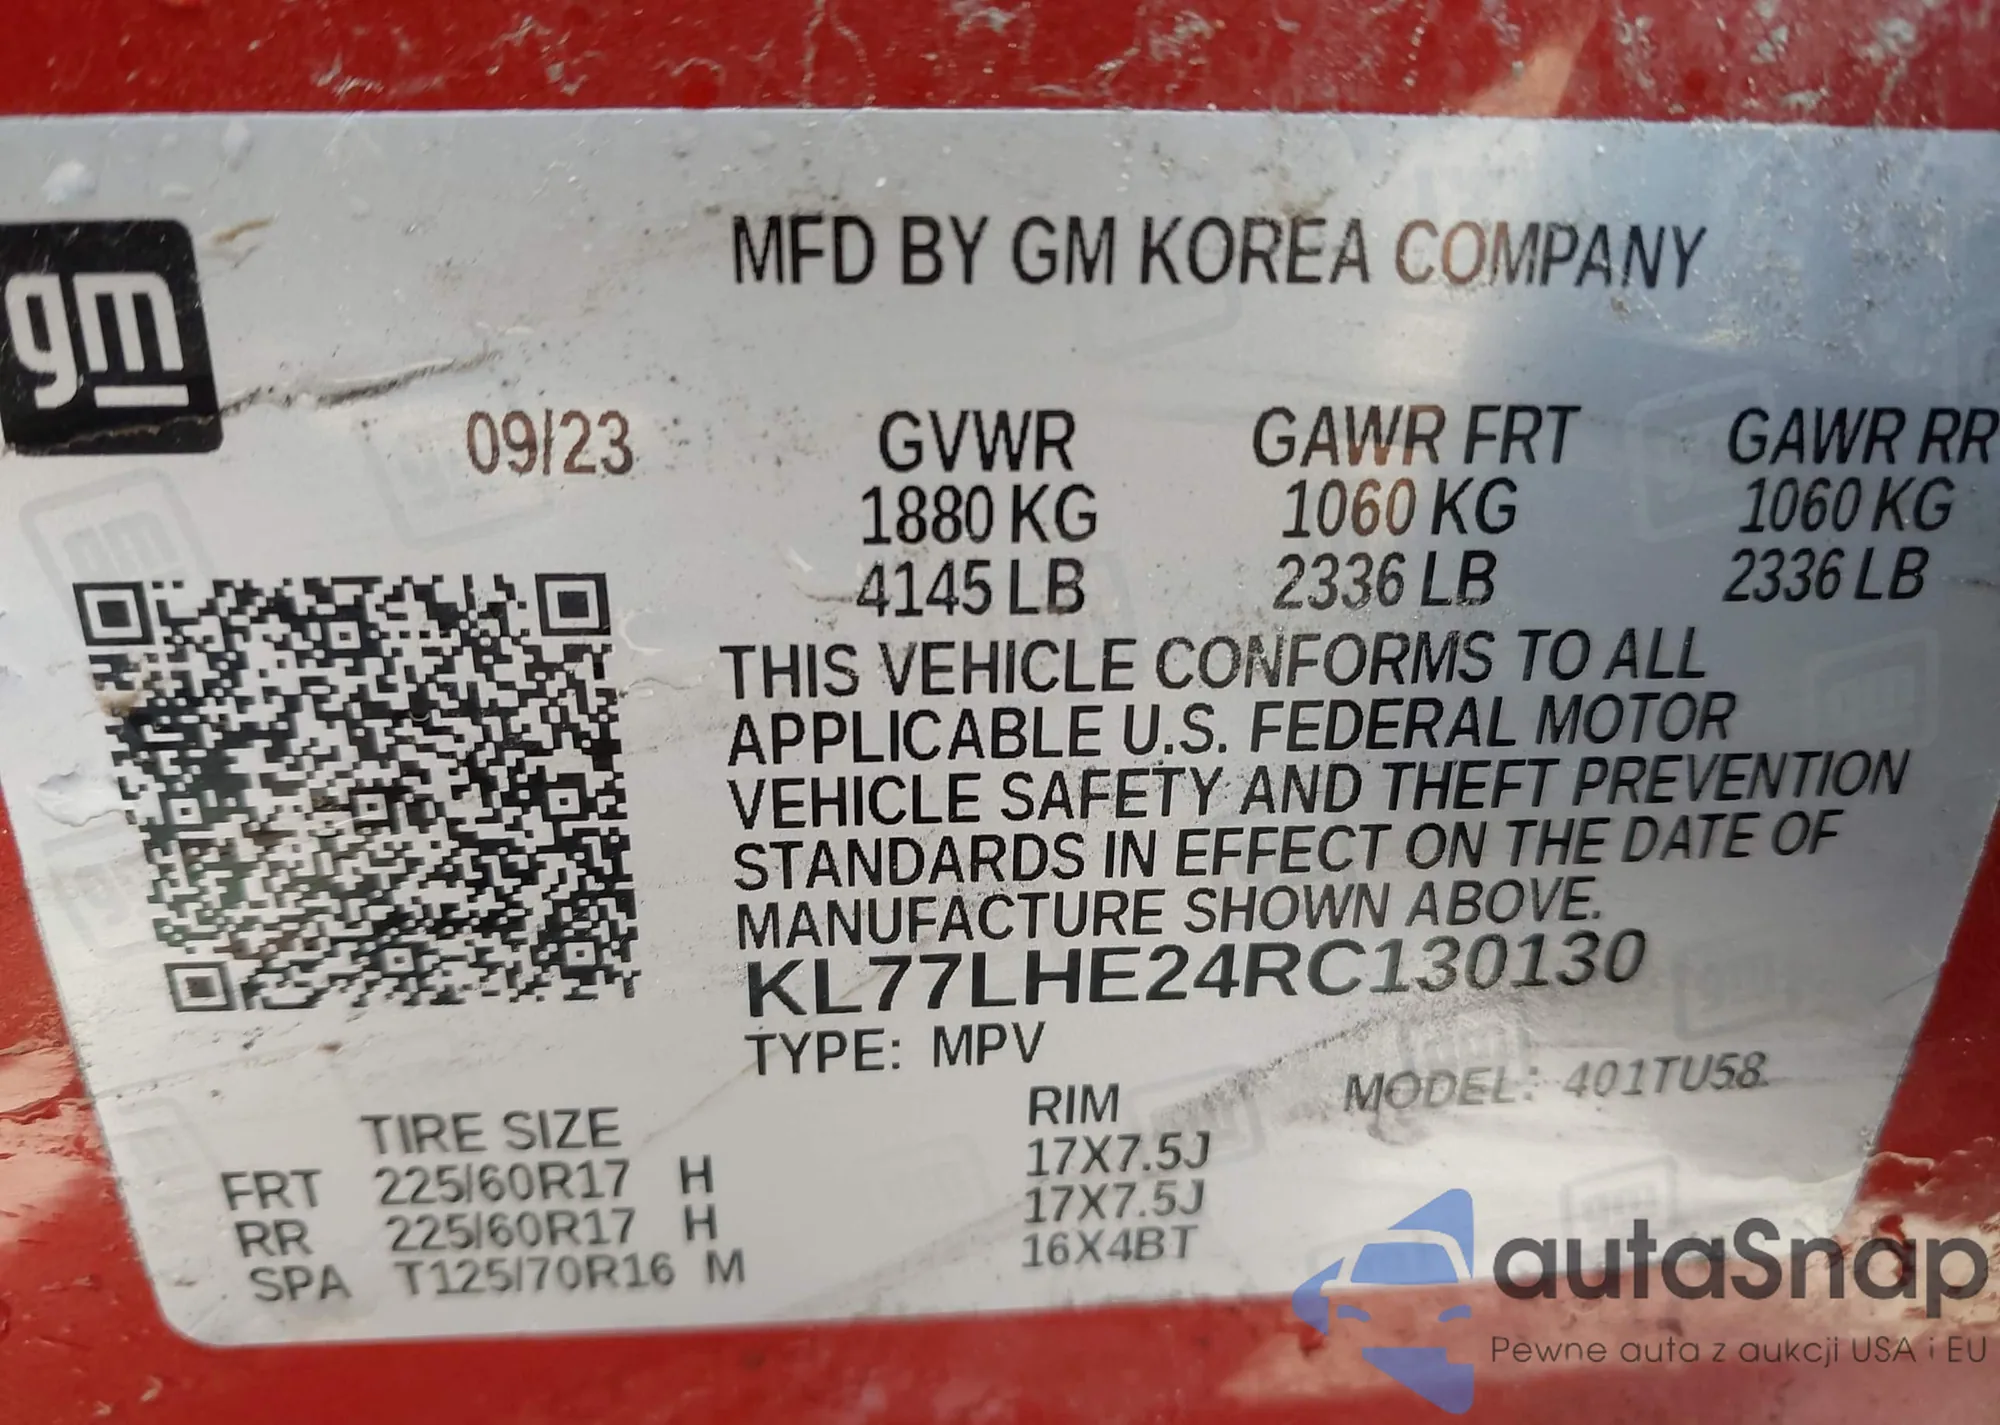 gm
MFD BY GM KOREA COMPANY
09/23 GVWR GAWR FRT GAWR RR
1880 KG 1060 KG 1060 KG
4145 LB 2336 LB 2336 LB
THIS VEHICLE CONFORMS TO ALL
APPLICABLE U.S. FEDERAL MOTOR
VEHICLE SAFETY AND THEFT PREVENTION
STANDARDS IN EFFECT ON THE DATE OF
MANUFACTURE SHOWN ABOVE.
KL77LHE24RC130130
TYPE: MPV
MODEL: 401TU58
TIRE SIZE RIM
FRT 225/60R17 H 17X7.5J
RR 225/60R17 H 17X7.5J
SPA T125/70R16 M 16X4BT
autaSnap
Pewne auta z aukcji USA i EU